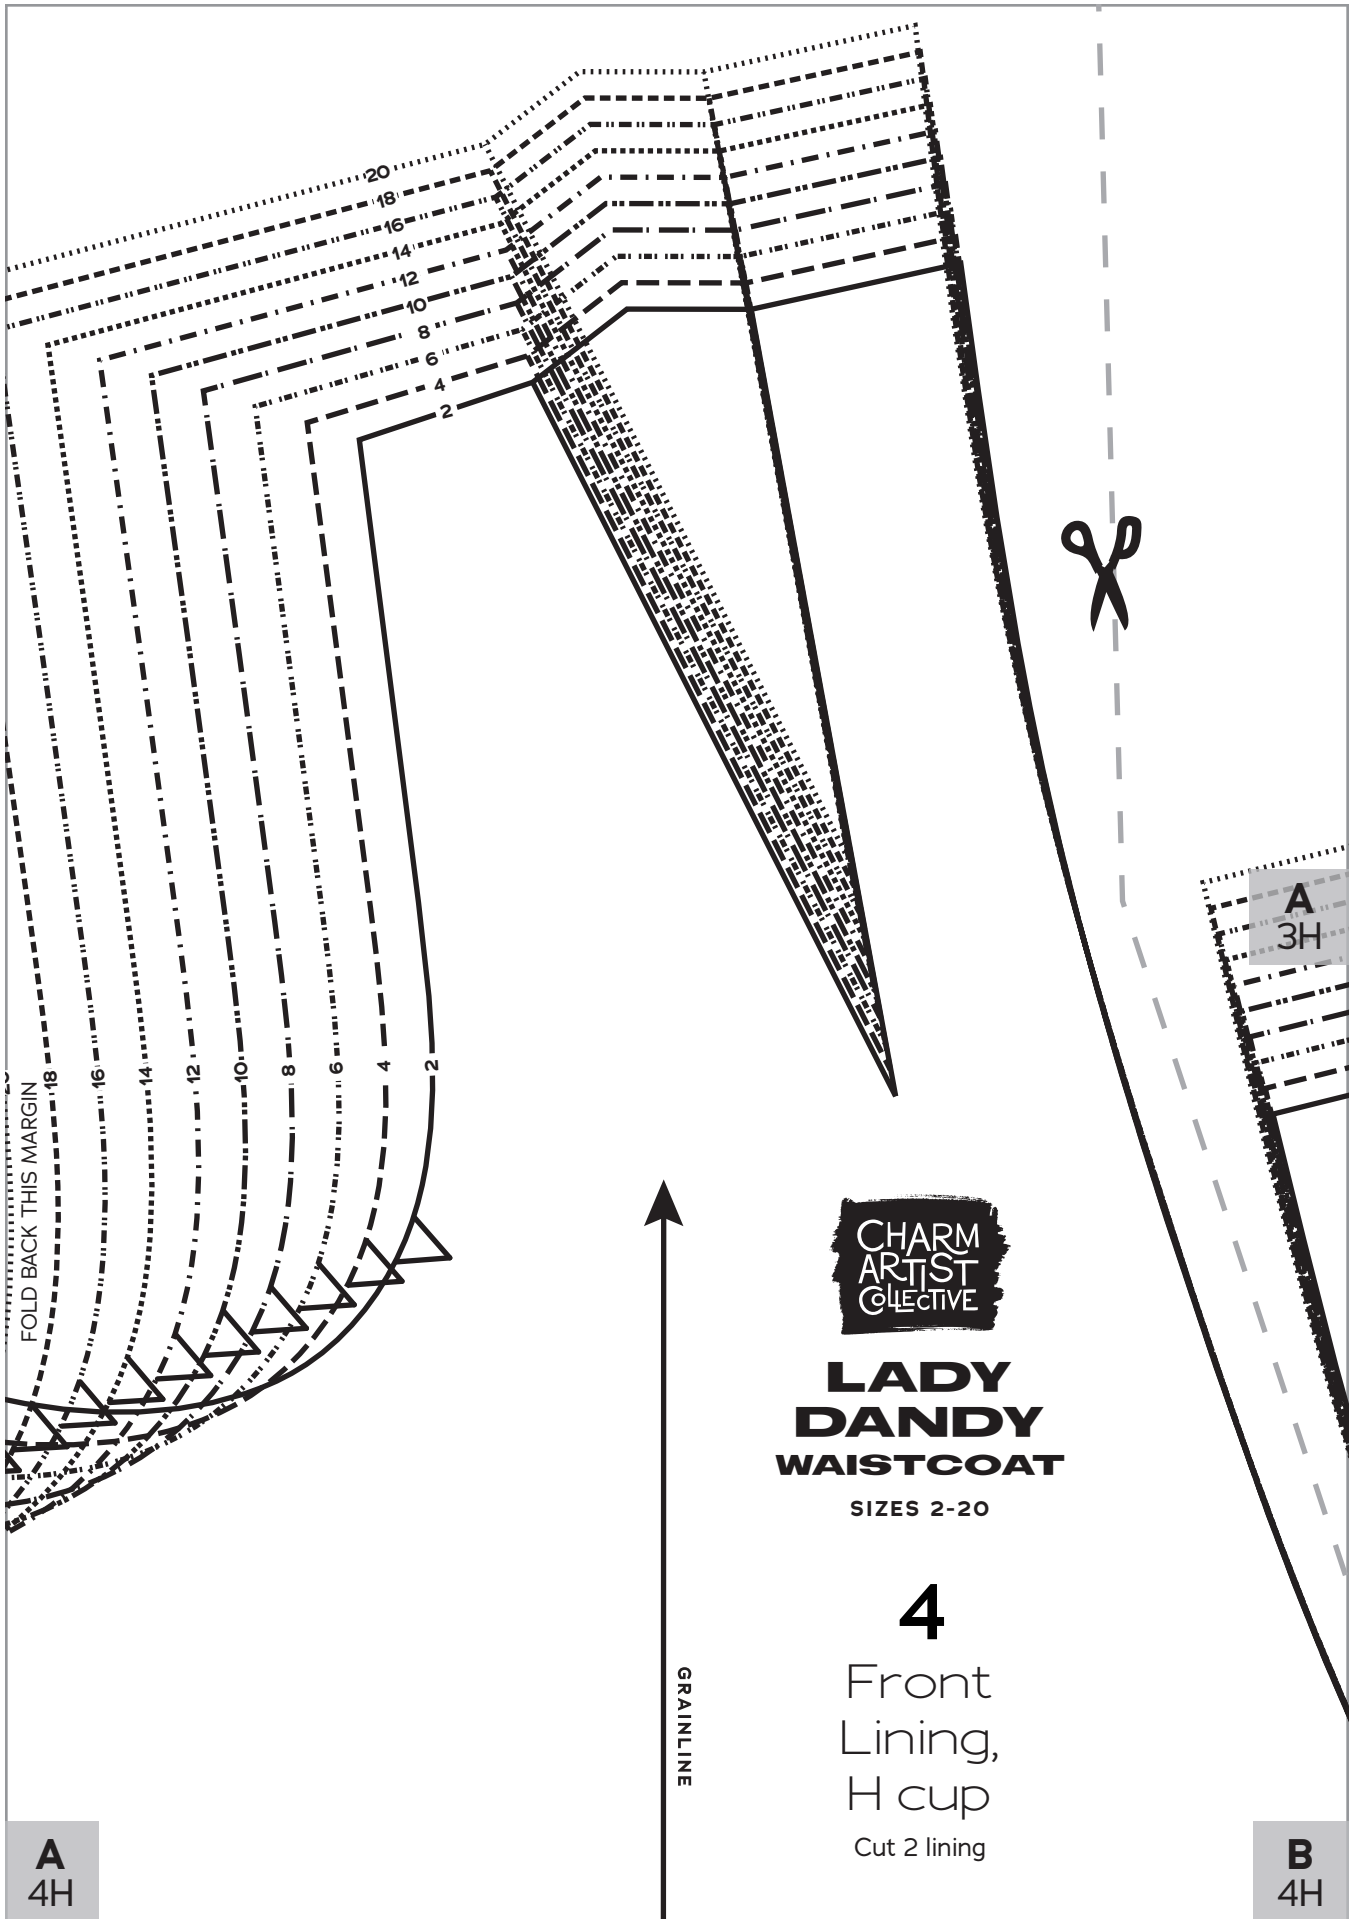 20
18
16
14
12
10
8
6
4
2
A
3H
18
16
14
12
10
8
6
4
2
FOLD BACK THIS MARGIN
CHARM
ARTIST
COLLECTIVE
LADY
DANDY
WAISTCOAT
SIZES 2-20
4
Front
Lining,
H cup
Cut 2 lining
GRAINLINE
A
4H
B
4H